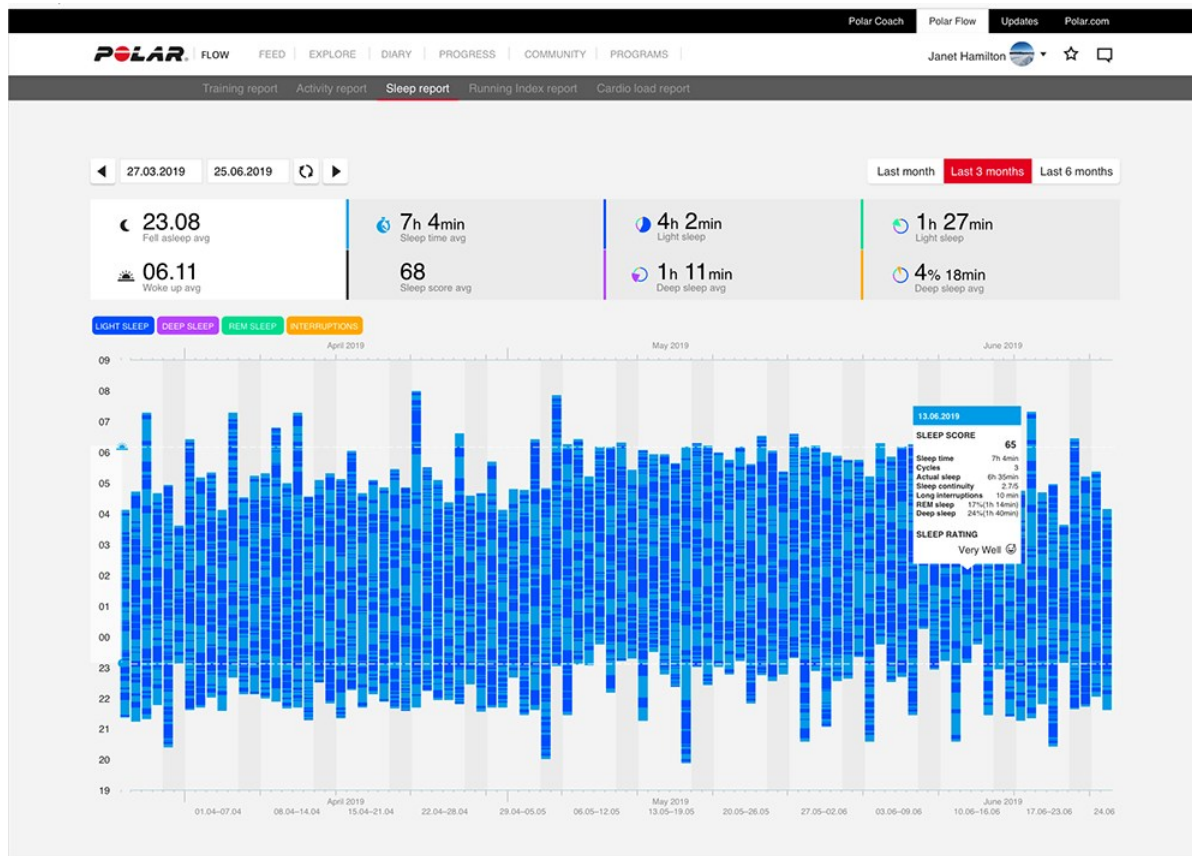 Polar Coach Polar Flow Updates Polar.com
POLAR. FLOW FEED EXPLORE DIARY PROGRESS COMMUNITY PROGRAMS Janet Hamilton
Training report Activity report Sleep report Running Index report Cardio load report
27.03.2019 25.06.2019 Last month Last 3 months Last 6 months
23.08 7h 4min 4h 2min 1h 27min
Fell asleep avg Sleep time avg Light sleep Light sleep
06.11 68 1h 11min 4% 18min
Woke up avg Sleep score avg Deep sleep avg Deep sleep avg
LIGHT SLEEP DEEP SLEEP REM SLEEP INTERRUPTIONS
April 2019 May 2019 June 2019
09
08
07
06
05
04
03
02
01
00
23
22
21
20
19
13.06.2019
SLEEP SCORE
65
Sleep time 7h 4min
Cycles 3
Actual sleep 6h 35min
Sleep continuity 2.7/5
Long interruptions 10 min
REM sleep 17%(1h 14min)
Deep sleep 24%(1h 40min)
SLEEP RATING
Very Well
April 2019 May 2019 June 2019
01.04–07.04 08.04–14.04 15.04–21.04 22.04–28.04 29.04–05.05 06.05–12.05 13.05–19.05 20.05–26.05 27.05–02.06 03.06–09.06 10.06–16.06 17.06–23.06 24.06